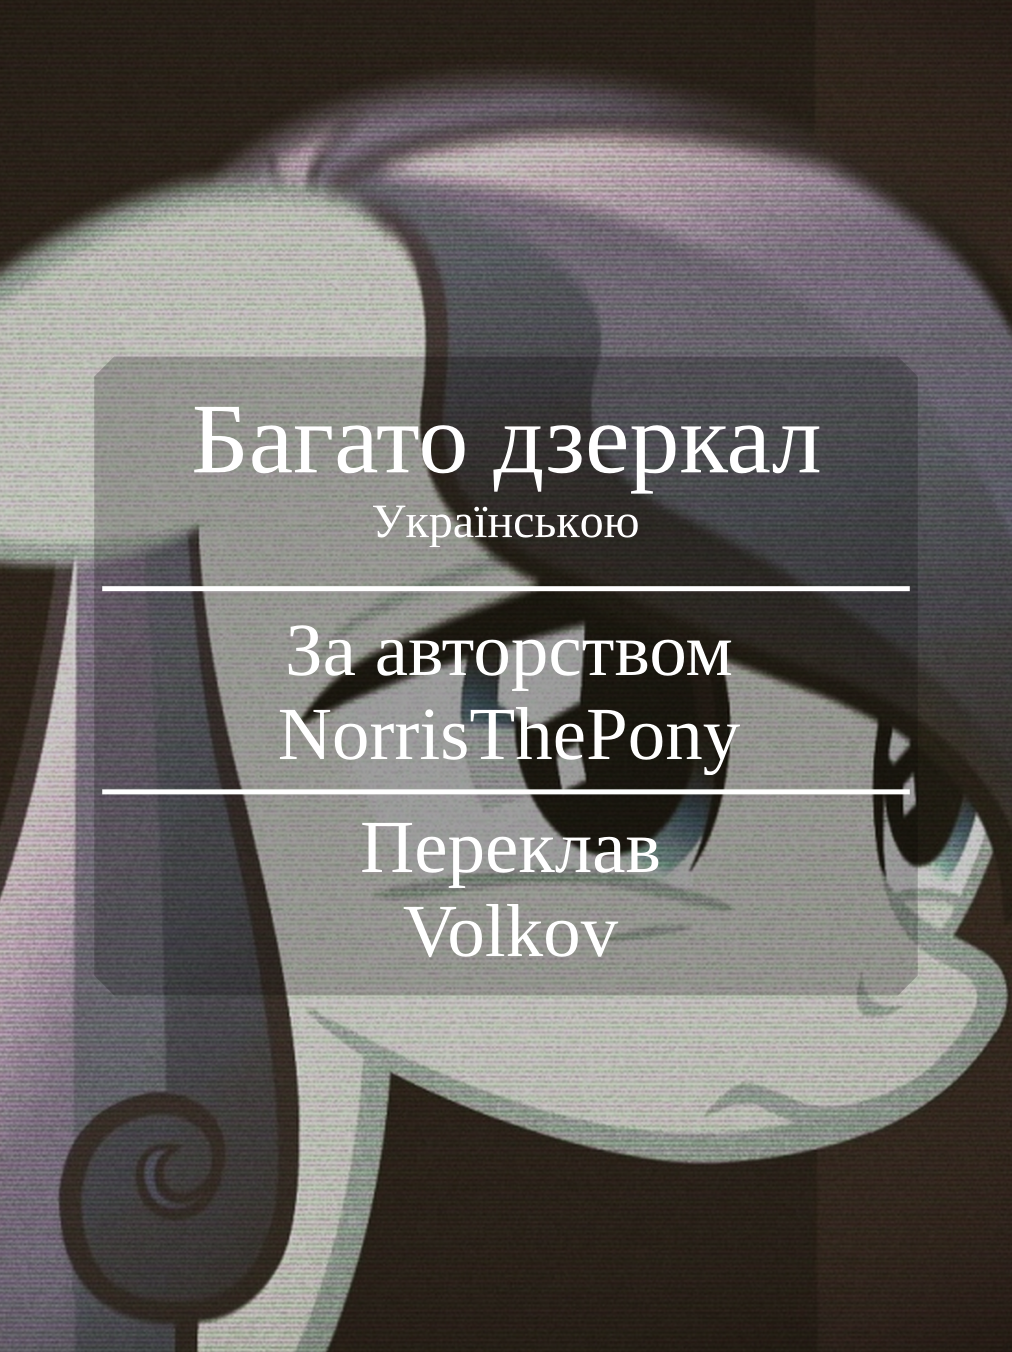 Багато дзеркал
Українською
За авторством
NorrisThePony
Переклав
Volkov